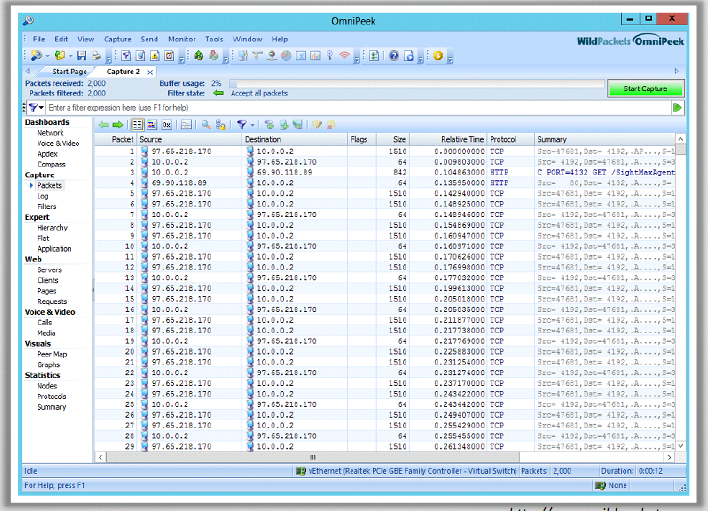 OmniPeek
File Edit View Capture Send Monitor Tools Window Help
WildPackets OmniPeek
Start Page Capture 2
Packets received: 2,000 Buffer usage: 2%
Packets filtered: 2,000 Filter state: Accept all packets
Start Capture
Enter a filter expression here (use F1 for help)
Dashboards
Network
Voice & Video
Apdex
Compass
Capture
Packets
Log
Filters
Expert
Hierarchy
Flat
Application
Web
Servers
Clients
Pages
Requests
Voice & Video
Calls
Media
Visuals
Peer Map
Graphs
Statistics
Nodes
Protocols
Summary
Packet Source Destination Flags Size Relative Time Protocol Summary
1 97.65.218.170 10.0.0.2 1510 0.000000000 TCP Src=47681,Dst= 4192,.AP...,S=1
2 10.0.0.2 97.65.218.170 64 0.009803000 TCP Src= 4192,Dst=47681,.A....,S=3
3 10.0.0.2 69.90.118.89 842 0.104863000 HTTP C PORT=4132 GET /SightMaxAgent
4 69.90.118.89 10.0.0.2 64 0.135950000 HTTP Src= 80,Dst= 4192,.A....,S=1
5 97.65.218.170 10.0.0.2 1510 0.142940000 TCP Src=47681,Dst= 4192,.A....,S=1
6 97.65.218.170 10.0.0.2 1510 0.148925000 TCP Src=47681,Dst= 4192,.A....,S=1
7 10.0.0.2 97.65.218.170 64 0.148946000 TCP Src= 4192,Dst=47681,.A....,S=3
8 97.65.218.170 10.0.0.2 1510 0.154869000 TCP Src=47681,Dst= 4192,.A....,S=1
9 97.65.218.170 10.0.0.2 1510 0.160947000 TCP Src=47681,Dst= 4192,.A....,S=1
10 10.0.0.2 97.65.218.170 64 0.160971000 TCP Src= 4192,Dst=47681,.A....,S=3
11 97.65.218.170 10.0.0.2 1510 0.170626000 TCP Src=47681,Dst= 4192,.A....,S=1
12 97.65.218.170 10.0.0.2 1510 0.176998000 TCP Src=47681,Dst= 4192,.A....,S=1
13 10.0.0.2 97.65.218.170 64 0.177032000 TCP Src= 4192,Dst=47681,.A....,S=3
14 97.65.218.170 10.0.0.2 1510 0.199613000 TCP Src=47681,Dst= 4192,.A....,S=1
15 97.65.218.170 10.0.0.2 1510 0.205018000 TCP Src=47681,Dst= 4192,.A....,S=1
16 10.0.0.2 97.65.218.170 64 0.205035000 TCP Src= 4192,Dst=47681,.A....,S=3
17 97.65.218.170 10.0.0.2 1510 0.211877000 TCP Src=47681,Dst= 4192,.A....,S=1
18 97.65.218.170 10.0.0.2 1510 0.217738000 TCP Src=47681,Dst= 4192,.A....,S=1
19 10.0.0.2 97.65.218.170 64 0.217769000 TCP Src= 4192,Dst=47681,.A....,S=3
20 97.65.218.170 10.0.0.2 1510 0.225883000 TCP Src=47681,Dst= 4192,.A....,S=1
21 97.65.218.170 10.0.0.2 1510 0.231254000 TCP Src=47681,Dst= 4192,.A....,S=1
22 10.0.0.2 97.65.218.170 64 0.231274000 TCP Src= 4192,Dst=47681,.A....,S=3
23 97.65.218.170 10.0.0.2 1510 0.237170000 TCP Src=47681,Dst= 4192,.A....,S=1
24 97.65.218.170 10.0.0.2 1510 0.243422000 TCP Src=47681,Dst= 4192,.A....,S=1
25 10.0.0.2 97.65.218.170 64 0.243442000 TCP Src= 4192,Dst=47681,.A....,S=3
26 97.65.218.170 10.0.0.2 1510 0.249407000 TCP Src=47681,Dst= 4192,.A....,S=1
27 97.65.218.170 10.0.0.2 1510 0.255429000 TCP Src=47681,Dst= 4192,.A....,S=1
28 10.0.0.2 97.65.218.170 64 0.255455000 TCP Src= 4192,Dst=47681,.A....,S=3
29 97.65.218.170 10.0.0.2 1510 0.261348000 TCP Src=47681,Dst= 4192,.A....,S=1
Idle vEthernet (Realtek PCIe GBE Family Controller - Virtual Switch) Packets: 2,000 Duration: 0:00:12
For Help, press F1 None